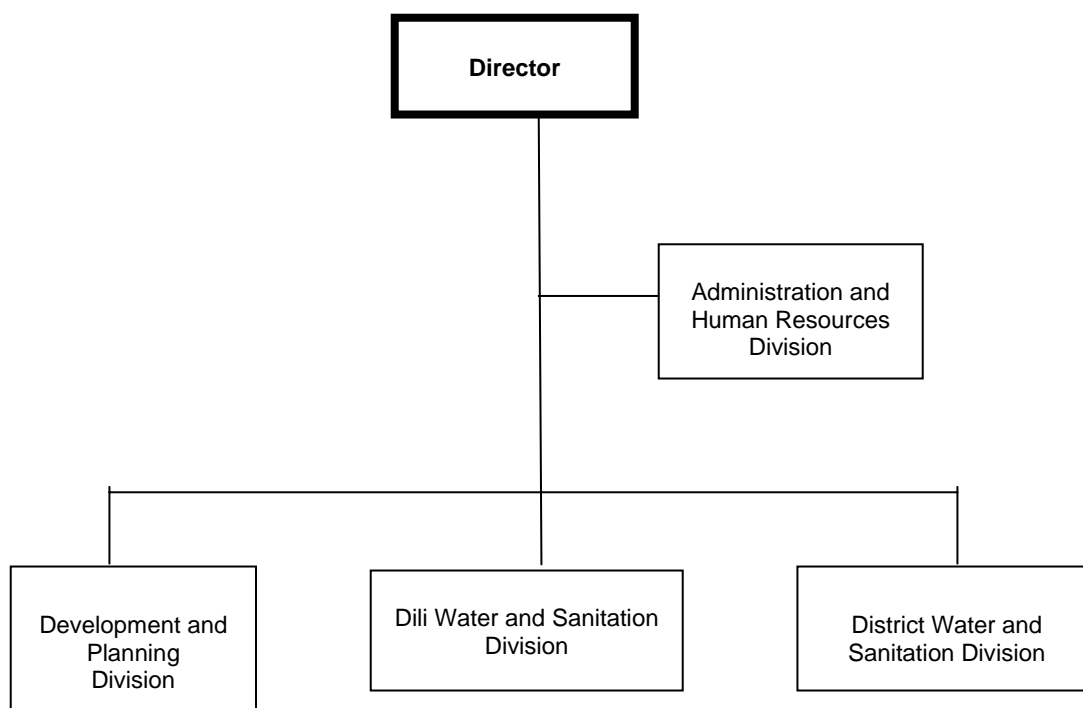 Director
Administration and
Human Resources
Division
Development and
Planning
Division
Dili Water and Sanitation
Division
District Water and
Sanitation Division